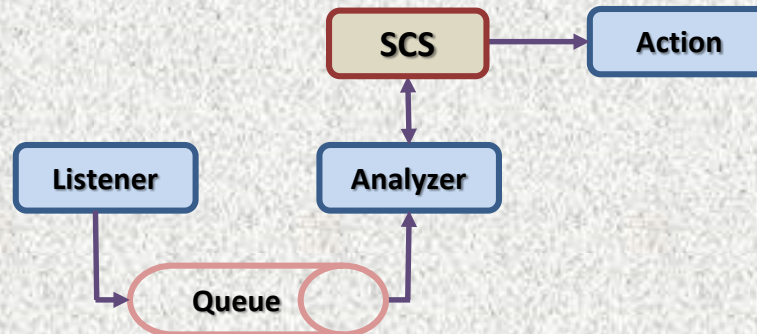 SCS
Action
Listener
Analyzer
Queue